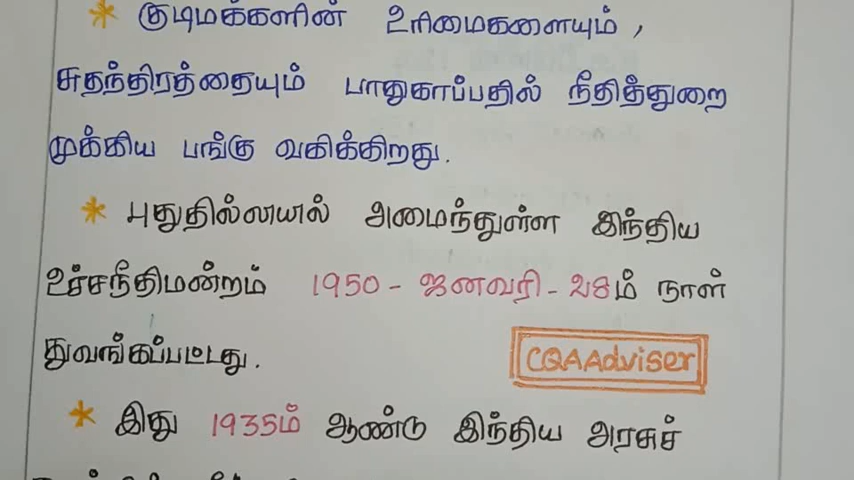 * குடிமக்களின் உரிமைகளையும்,
சுதந்திரத்தையும் பாதுகாப்பதில் நீதித்துறை
முக்கிய பங்கு வகிக்கிறது.
* புதுதில்லியில் அமைந்துள்ள இந்திய
உச்சநீதிமன்றம் 1950 - ஜனவரி - 28ம் நாள்
துவங்கப்பட்டது.
CQAAdviser
* இது 1935ம் ஆண்டு இந்திய அரசுச்